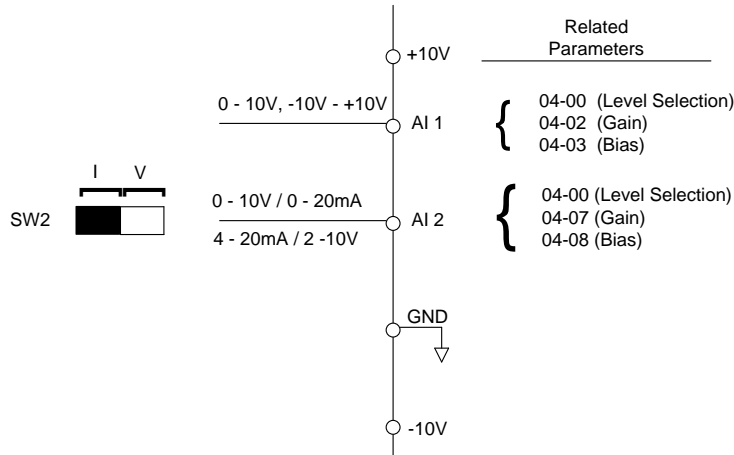 Related
Parameters
+10V
0 - 10V, -10V - +10V
AI 1
04-00 (Level Selection)
04-02 (Gain)
04-03 (Bias)
I V
SW2
0 - 10V / 0 - 20mA
4 - 20mA / 2 -10V
AI 2
04-00 (Level Selection)
04-07 (Gain)
04-08 (Bias)
GND
-10V